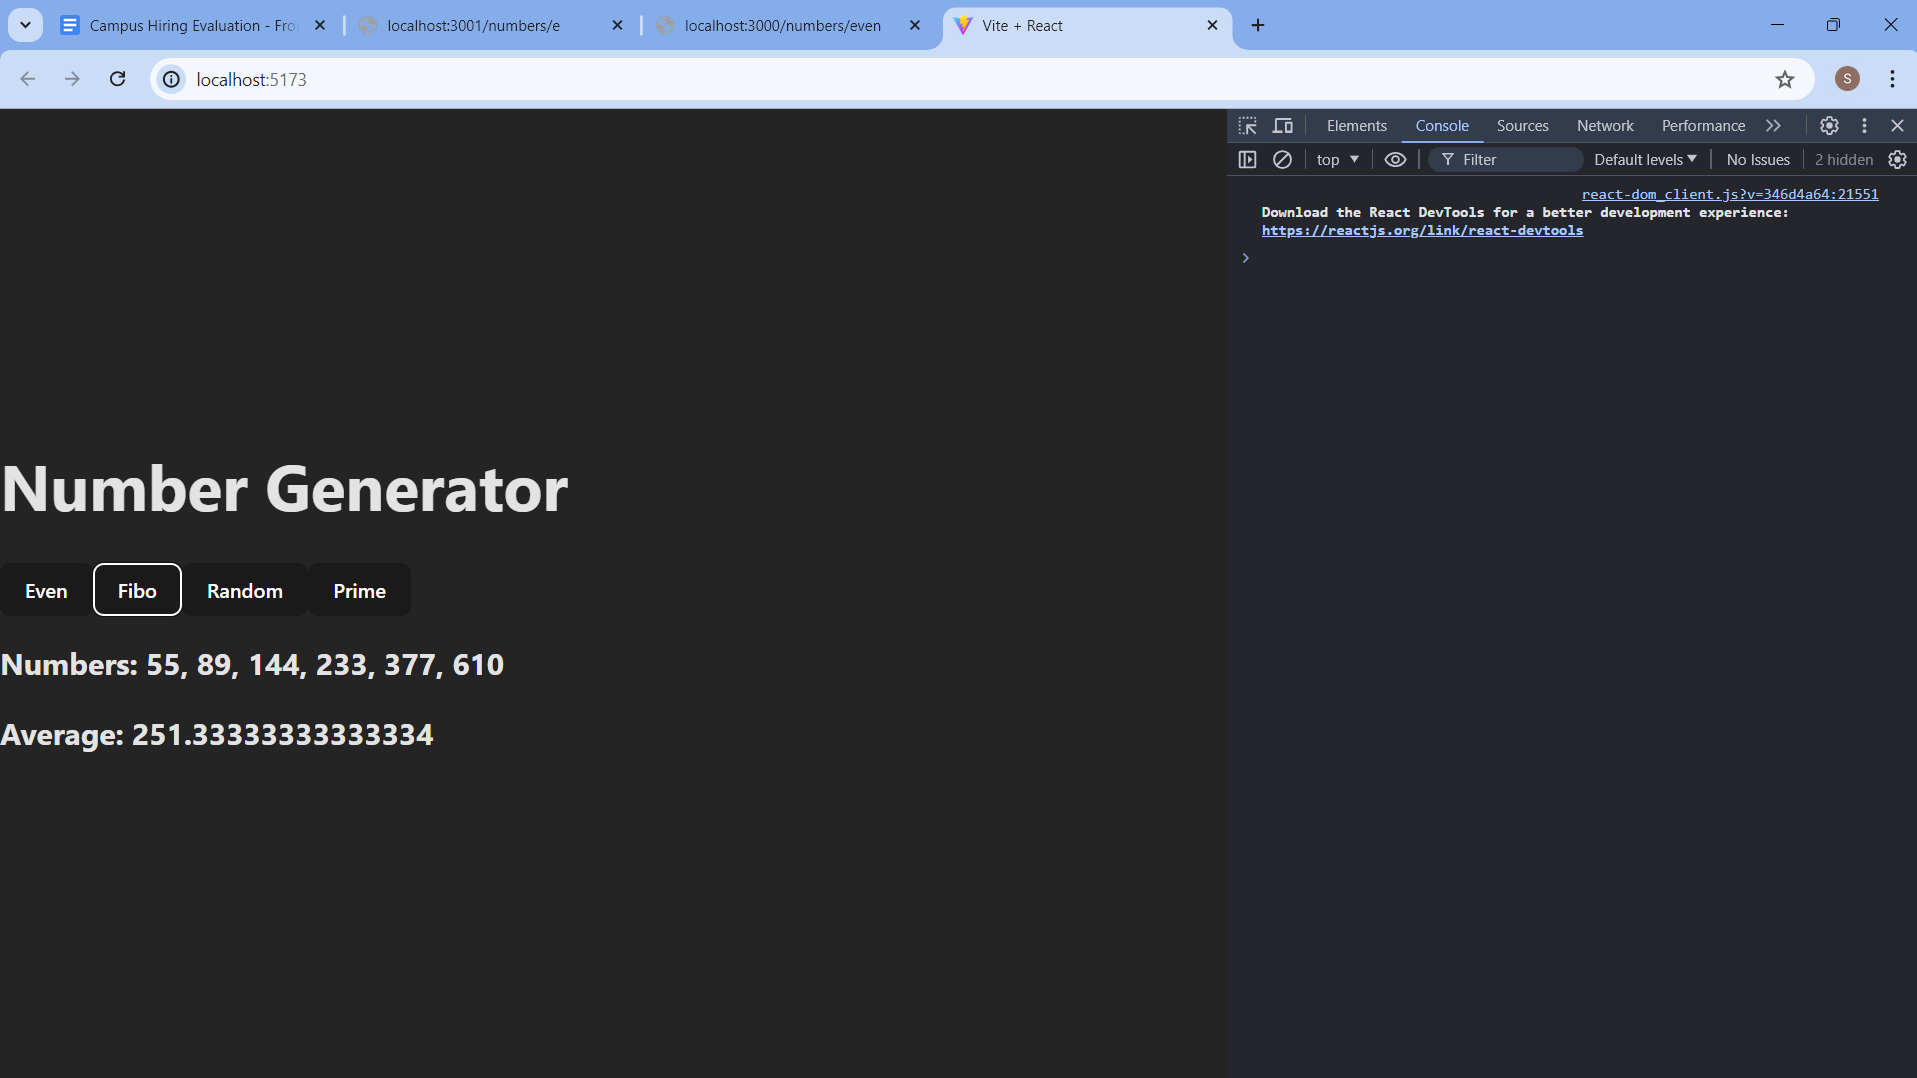 Campus Hiring Evaluation - Fro
localhost:3001/numbers/e
localhost:3000/numbers/even
Vite + React
localhost:5173
S
Elements Console Sources Network Performance
top Filter Default levels No Issues 2 hidden
react-dom_client.js?v=346d4a64:21551
Download the React DevTools for a better development experience:
https://reactjs.org/link/react-devtools
Number Generator
Even Fibo Random Prime
Numbers: 55, 89, 144, 233, 377, 610
Average: 251.33333333333334